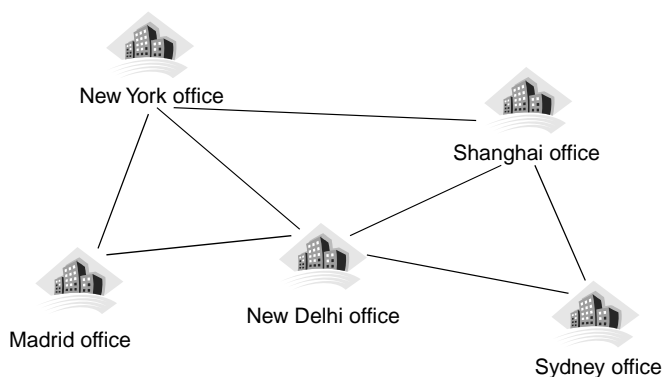 New York office
Shanghai office
New Delhi office
Madrid office
Sydney office